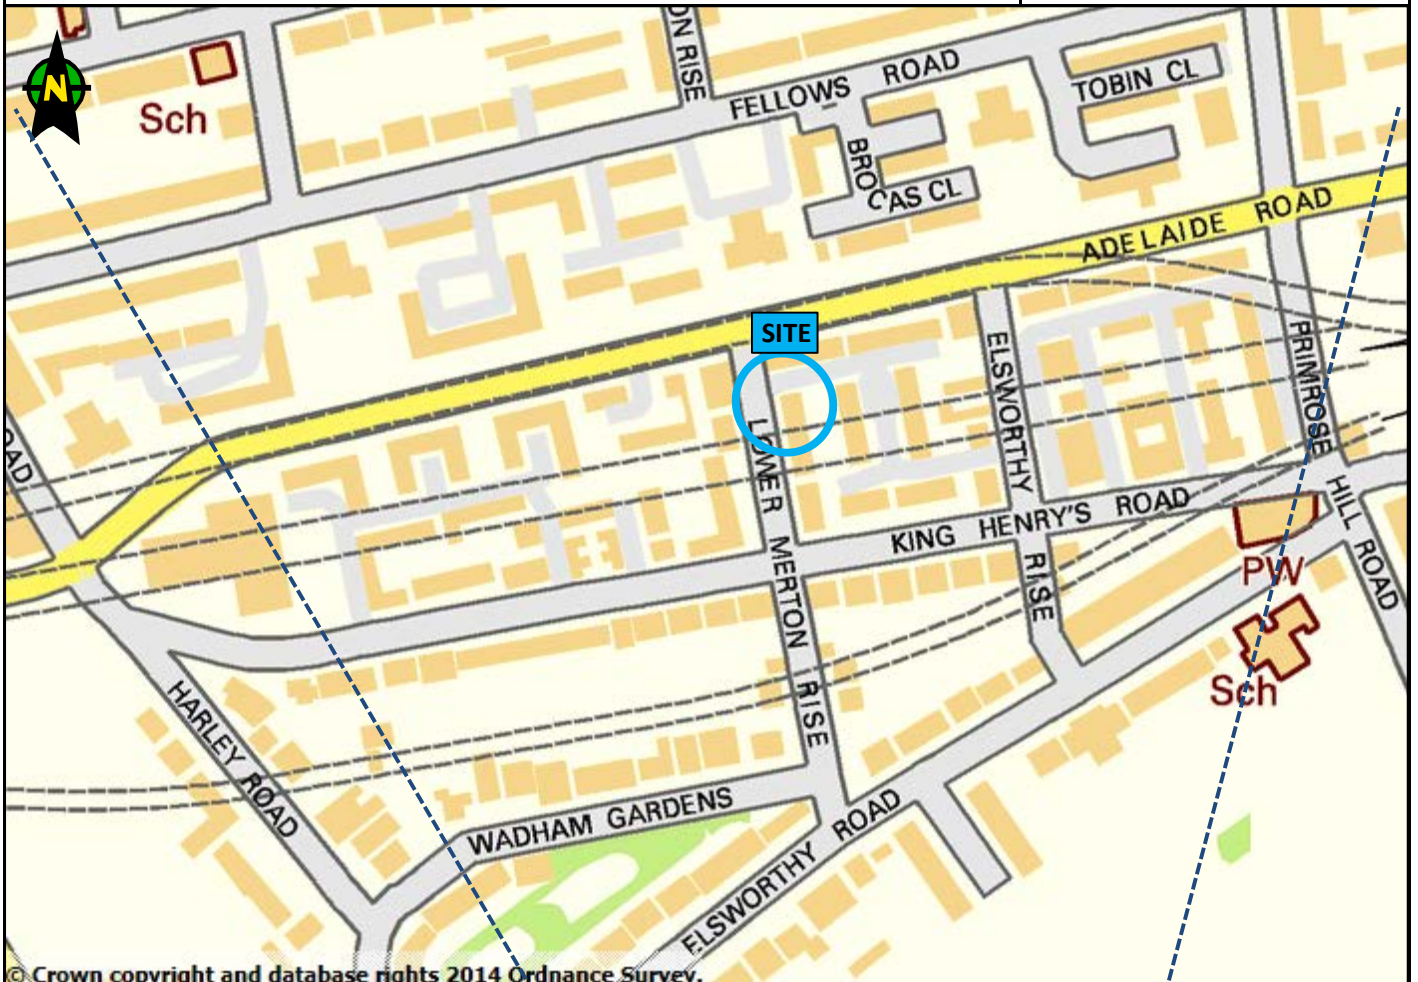 ON RISE
N
Sch
FELLOWS ROAD
TOBIN CL
BROCAS CL
ADELAIDE ROAD
SITE
OAD
ELSWORTHY RISE
PRIMROSE HILL ROAD
LOWER MERTON RISE
KING HENRY'S ROAD
PW
Sch
HARLEY ROAD
WADHAM GARDENS
ELSWORTHY ROAD
© Crown copyright and database rights 2014 Ordnance Survey.